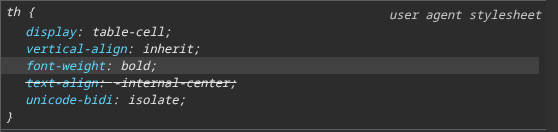 th {
user agent stylesheet
display: table-cell;
vertical-align: inherit;
font-weight: bold;
text-align: -internal-center;
unicode-bidi: isolate;
}